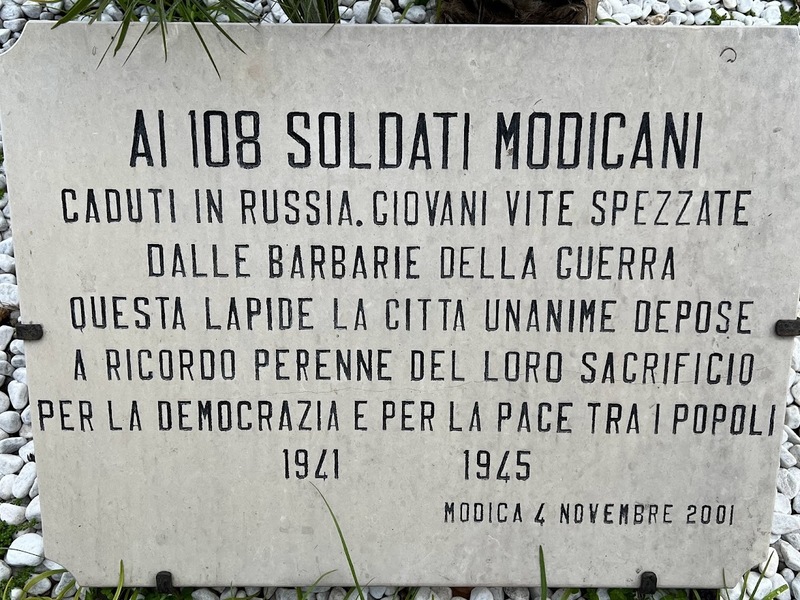 AI 108 SOLDATI MODICANI
CADUTI IN RUSSIA. GIOVANI VITE SPEZZATE
DALLE BARBARIE DELLA GUERRA
QUESTA LAPIDE LA CITTA UNANIME DEPOSE
A RICORDO PERENNE DEL LORO SACRIFICIO
PER LA DEMOCRAZIA E PER LA PACE TRA I POPOLI
1941 1945
MODICA 4 NOVEMBRE 2001